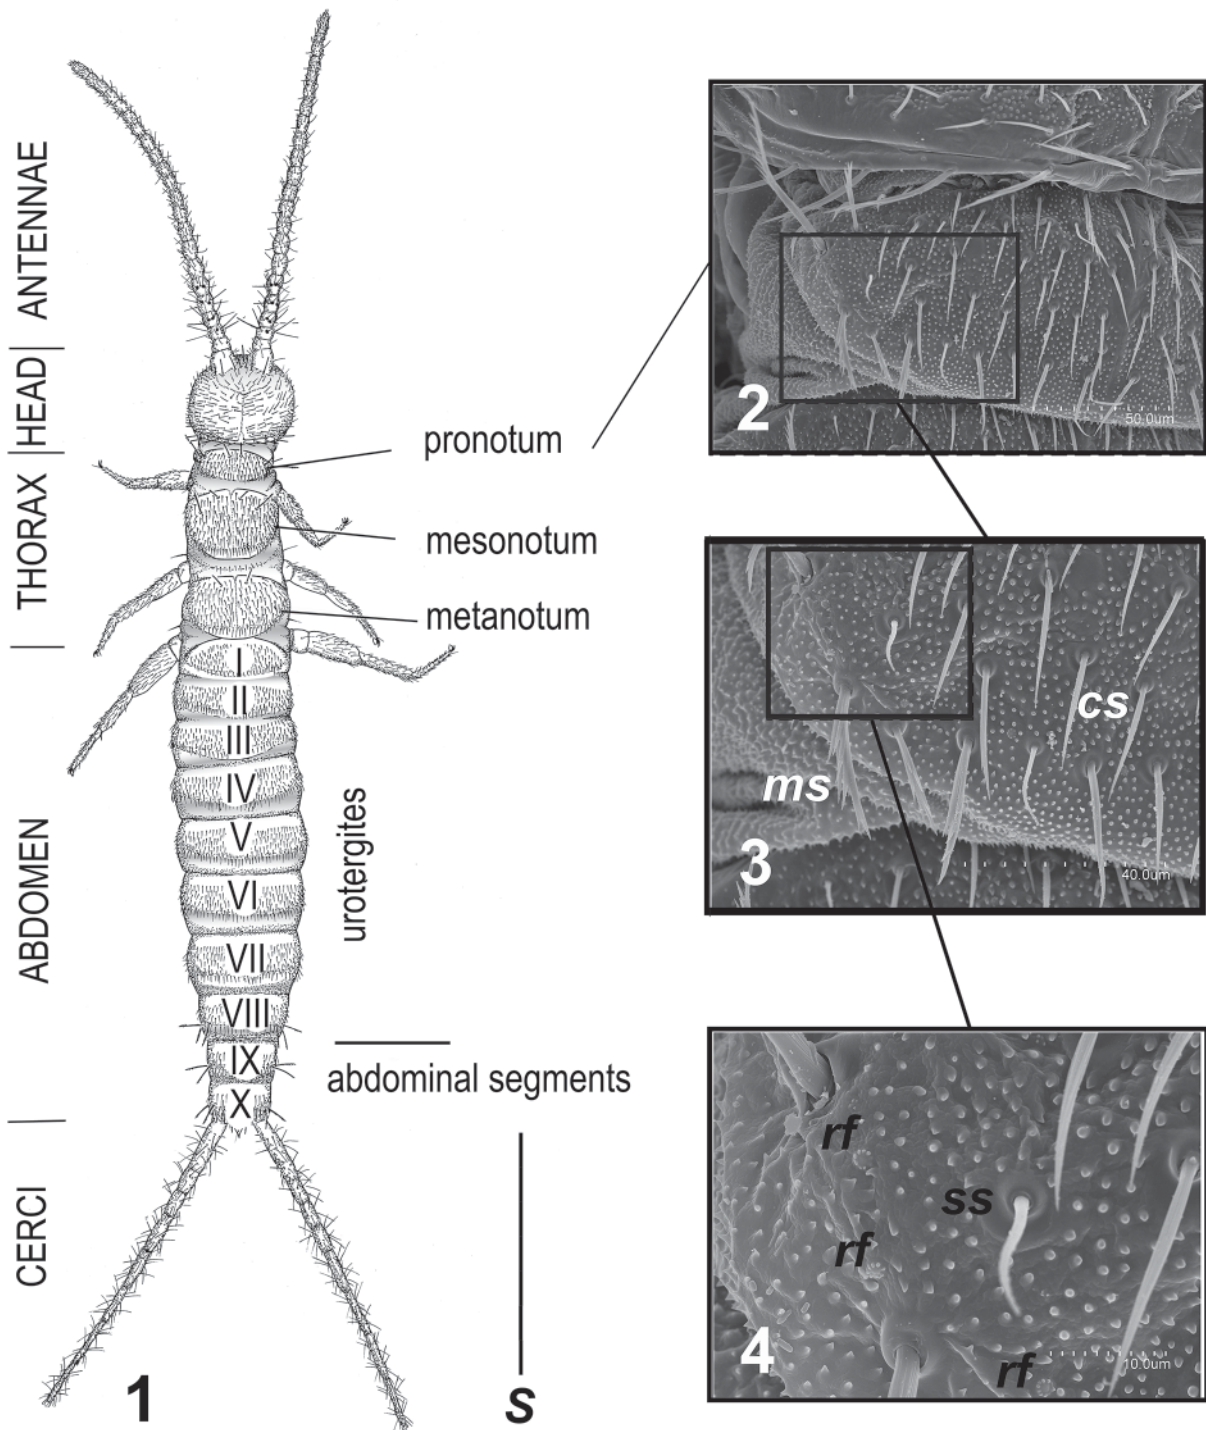 ANTENNAE
HEAD
THORAX
ABDOMEN
CERCI
pronotum
mesonotum
metanotum
I
II
III
IV
V
VI
VII
VIII
IX
X
urotergites
abdominal segments
1
S
2
50.0um
cs
ms
3
40.0um
rf
ss
rf
4
rf
10.0um